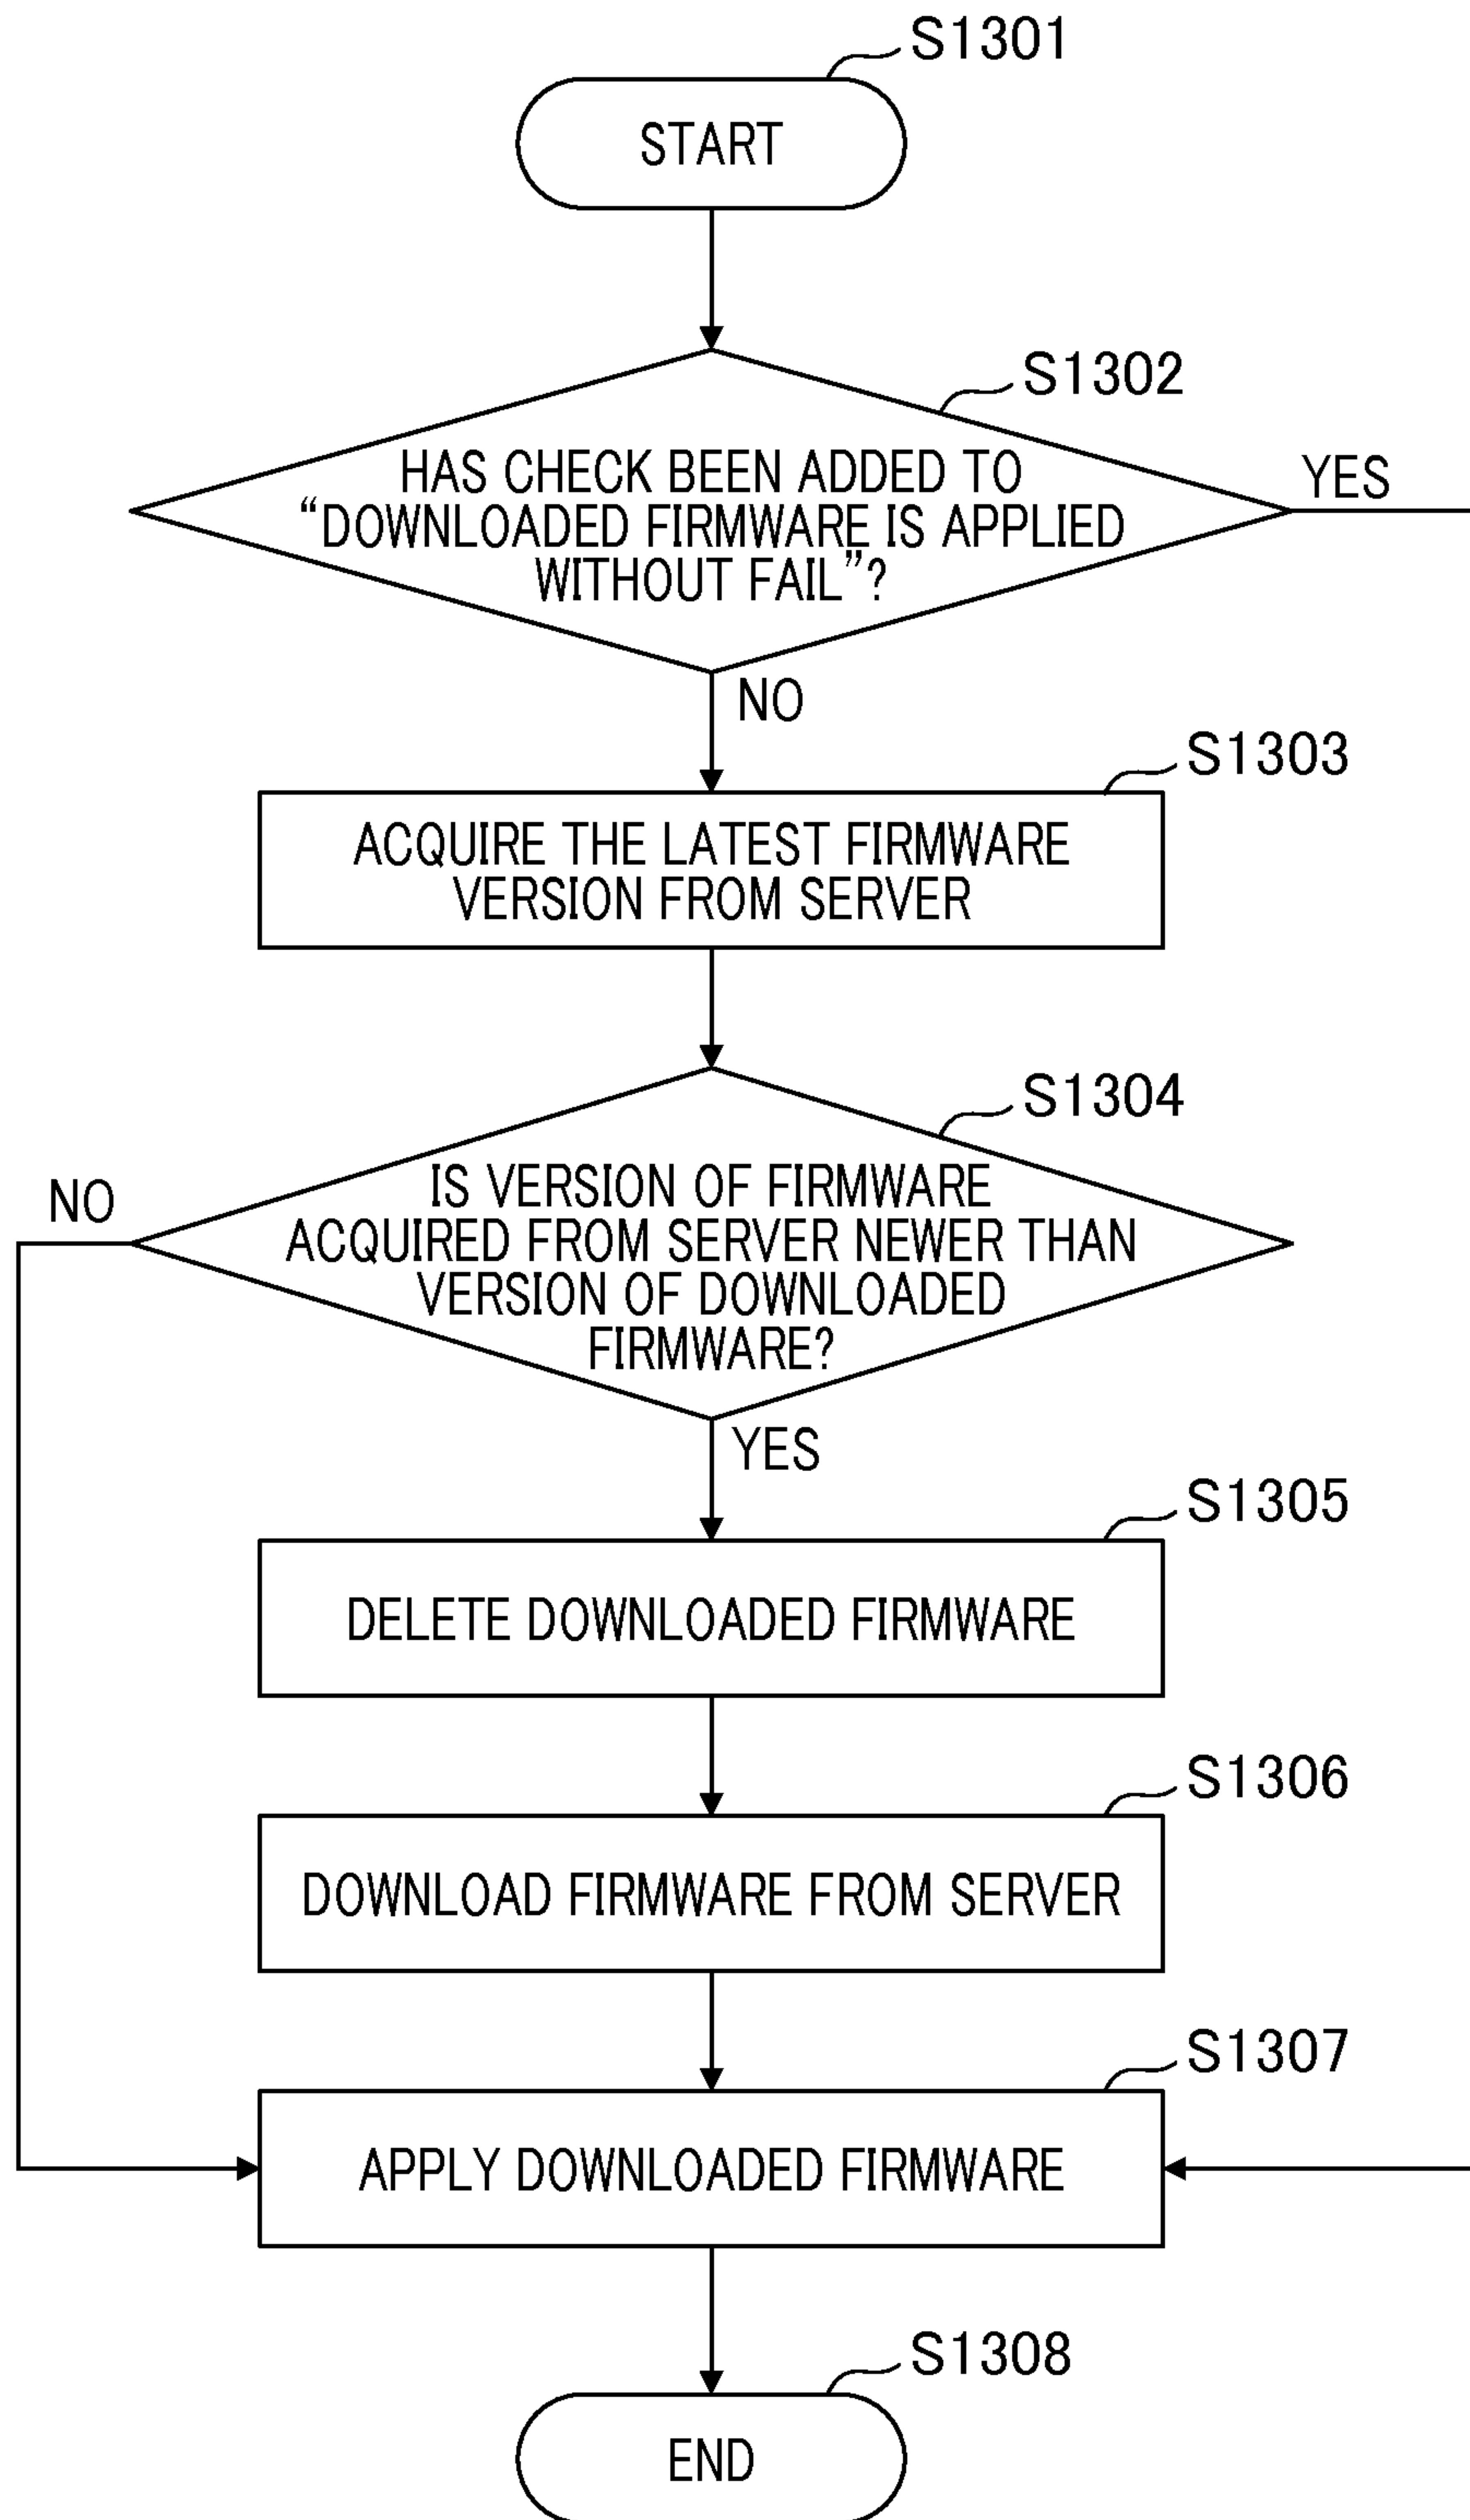 S1301
START
S1302
HAS CHECK BEEN ADDED TO
“DOWNLOADED FIRMWARE IS APPLIED
WITHOUT FAIL”?
YES
NO
S1303
ACQUIRE THE LATEST FIRMWARE
VERSION FROM SERVER
S1304
IS VERSION OF FIRMWARE
ACQUIRED FROM SERVER NEWER THAN
VERSION OF DOWNLOADED
FIRMWARE?
NO
YES
S1305
DELETE DOWNLOADED FIRMWARE
S1306
DOWNLOAD FIRMWARE FROM SERVER
S1307
APPLY DOWNLOADED FIRMWARE
S1308
END